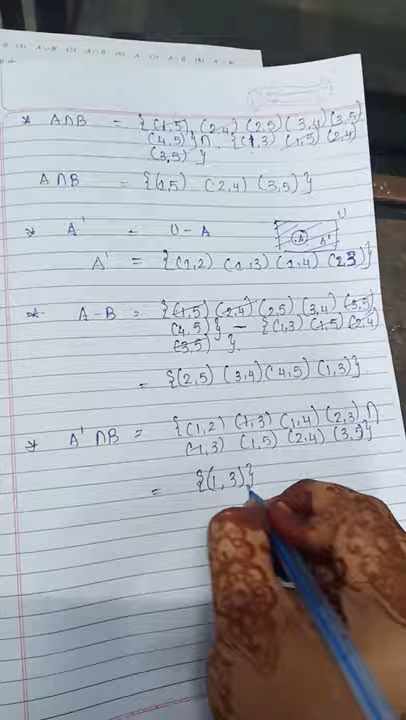 * A∩B = {(1,5), (2,4) (2,5) (3,4) (3,5)
(4,5)} ∩ {(1,3) (1,5) (2,4)
(3,5)}
A∩B = {(1,5) (2,4) (3,5)}
* A' = U - A
U
A A'
A' = {(1,2) (1,3) (1,4) (23)}
* A-B = {(1,5) (2,4) (2,5) (3,4) (3,5)
(4,5)} - {(1,3) (1,5) (2,4)
(3,5)}.
= {(2,5) (3,4) (4,5) (1,3)}
* A' ∩B = {(1,2) (1,3) (1,4) (2,3) ∩
(1,3) (1,5) (2,4) (3,5)}
= {(1,3)}